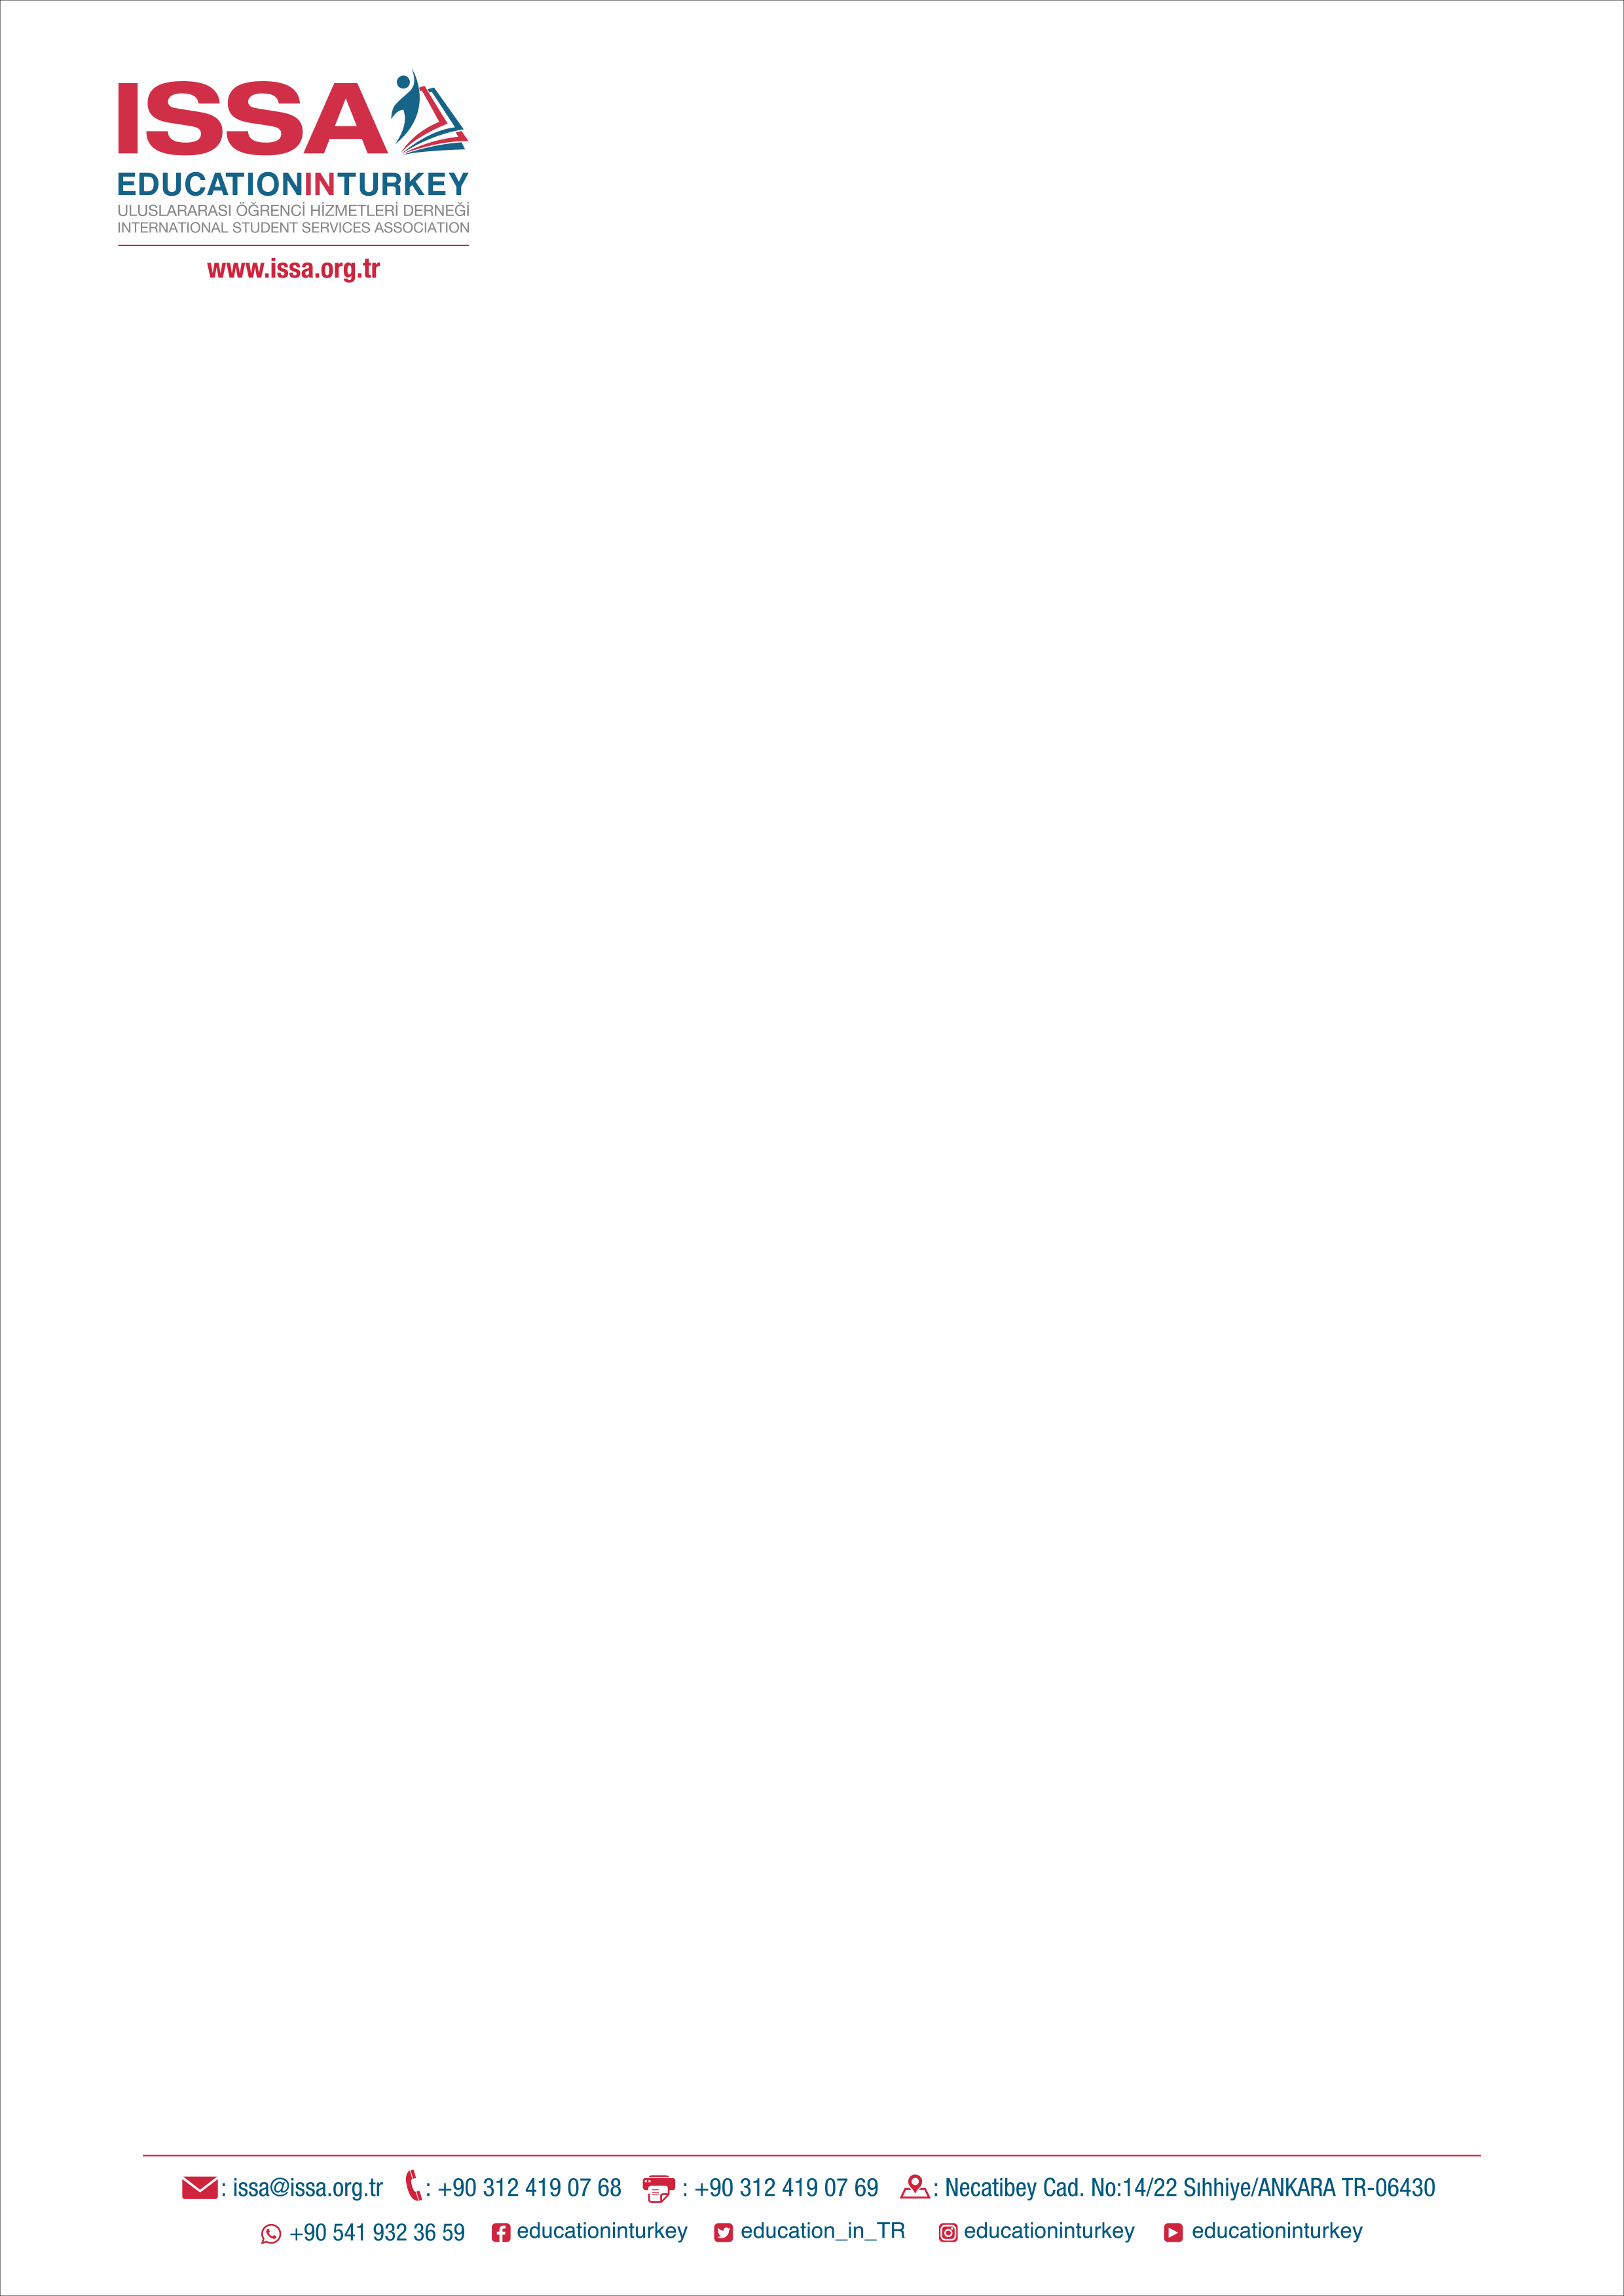 ISSA
EDUCATIONINTURKEY
ULUSLARARASI ÖĞRENCİ HİZMETLERİ DERNEĞİ
INTERNATIONAL STUDENT SERVICES ASSOCIATION
www.issa.org.tr
: issa@issa.org.tr : +90 312 419 07 68 : +90 312 419 07 69 : Necatibey Cad. No:14/22 Sıhhiye/ANKARA TR-06430
+90 541 932 36 59 educationinturkey education_in_TR educationinturkey educationinturkey